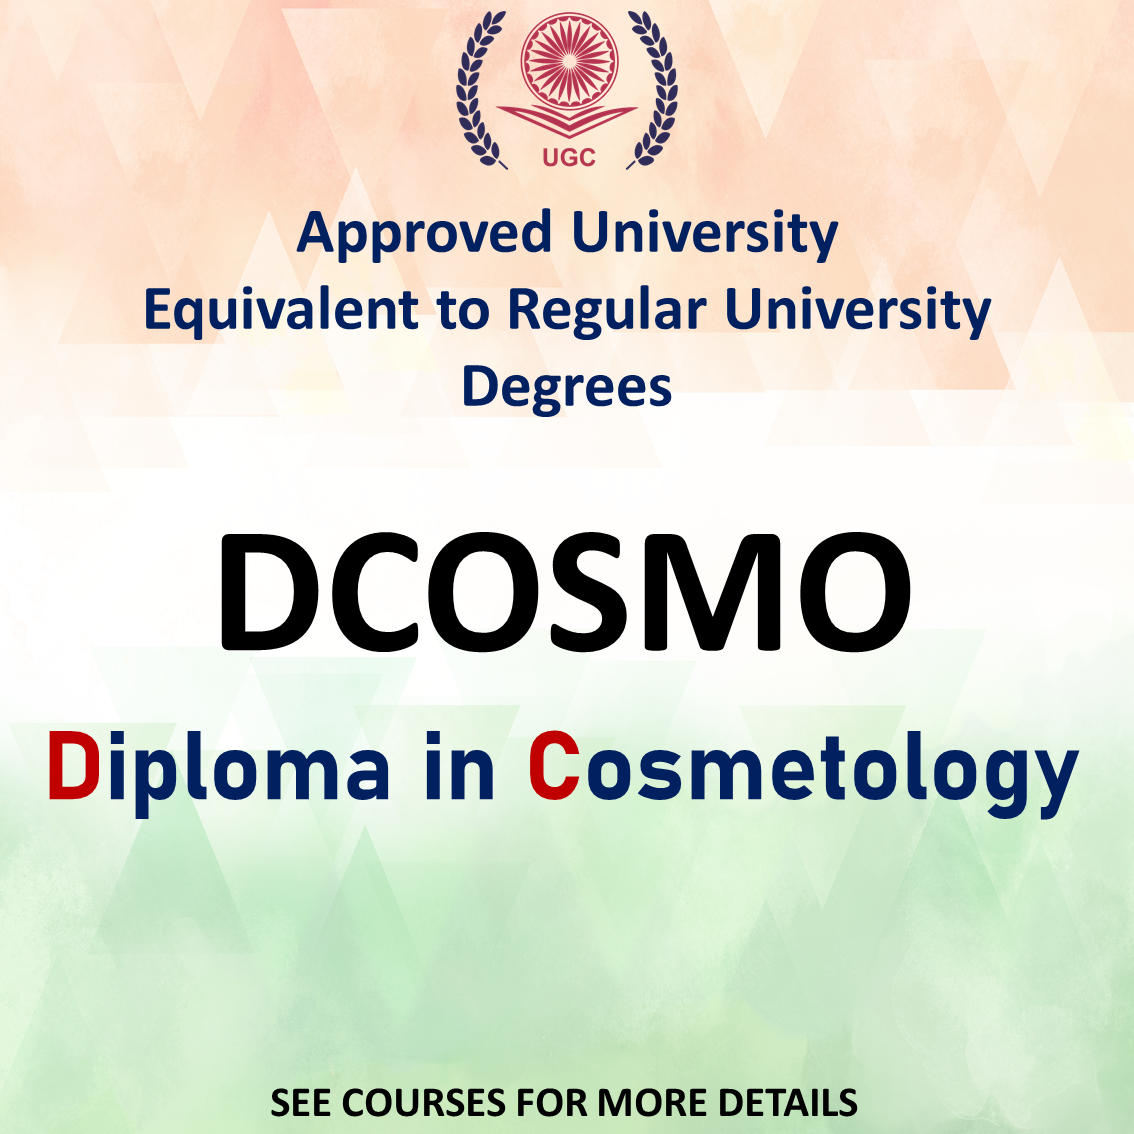 UGC
Approved University
Equivalent to Regular University
Degrees
DCOSMO
Diploma in Cosmetology
SEE COURSES FOR MORE DETAILS